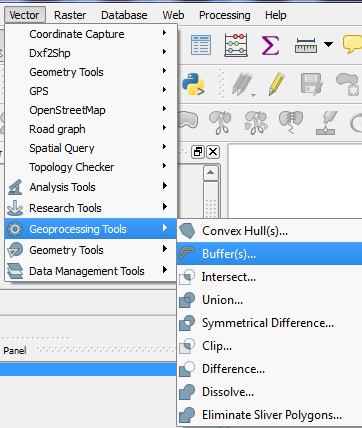 Vector Raster Database Web Processing Help
Coordinate Capture
Dxf2Shp
Geometry Tools
GPS
OpenStreetMap
Road graph
Spatial Query
Topology Checker
Analysis Tools
Research Tools
Geoprocessing Tools
Geometry Tools
Data Management Tools
Convex Hull(s)...
Buffer(s)...
Intersect...
Union...
Symmetrical Difference...
Clip...
Difference...
Dissolve...
Eliminate Sliver Polygons...
Panel